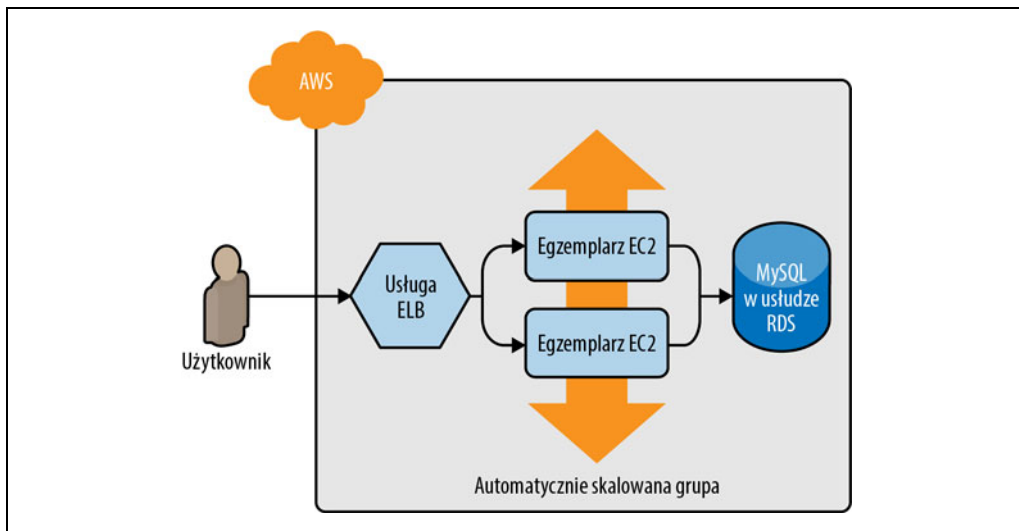 AWS
Użytkownik
Usługa
ELB
Egzemplarz EC2
Egzemplarz EC2
MySQL
w usłudze
RDS
Automatycznie skalowana grupa